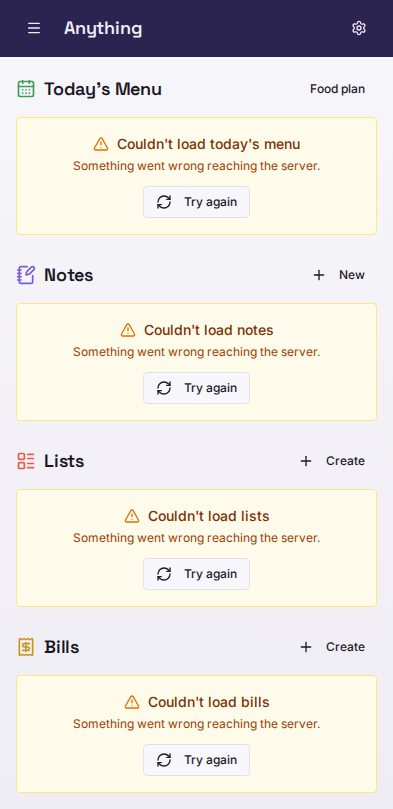 Anything
Today's Menu
Food plan
Couldn't load today's menu
Something went wrong reaching the server.
Try again
Notes
New
Couldn't load notes
Something went wrong reaching the server.
Try again
Lists
Create
Couldn't load lists
Something went wrong reaching the server.
Try again
Bills
Create
Couldn't load bills
Something went wrong reaching the server.
Try again